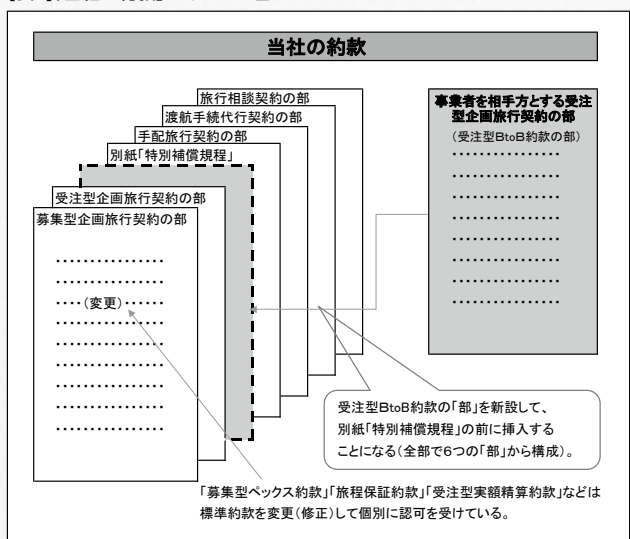 当社の約款
旅行相談契約の部
渡航手続代行契約の部
手配旅行契約の部
別紙「特別補償規程」
受注型企画旅行契約の部
募集型企画旅行契約の部
‥‥‥‥‥‥‥‥
‥‥‥‥‥‥‥‥
‥‥(変更)‥‥‥
‥‥‥‥‥‥‥‥
‥‥‥‥‥‥‥‥
‥‥‥‥‥‥‥‥
‥‥‥‥‥‥‥‥
‥‥‥‥‥‥‥‥
事業者を相手方とする受注
型企画旅行契約の部
(受注型BtoB約款の部)
‥‥‥‥‥‥‥‥
‥‥‥‥‥‥‥‥
‥‥‥‥‥‥‥‥
‥‥‥‥‥‥‥‥
‥‥‥‥‥‥‥‥
‥‥‥‥‥‥‥‥
‥‥‥‥‥‥‥‥
‥‥‥‥‥‥‥‥
受注型BtoB約款の「部」を新設して、
別紙「特別補償規程」の前に挿入する
ことになる(全部で6つの「部」から構成)。
「募集型ペックス約款」「旅程保証約款」「受注型実額精算約款」などは
標準約款を変更(修正)して個別に認可を受けている。